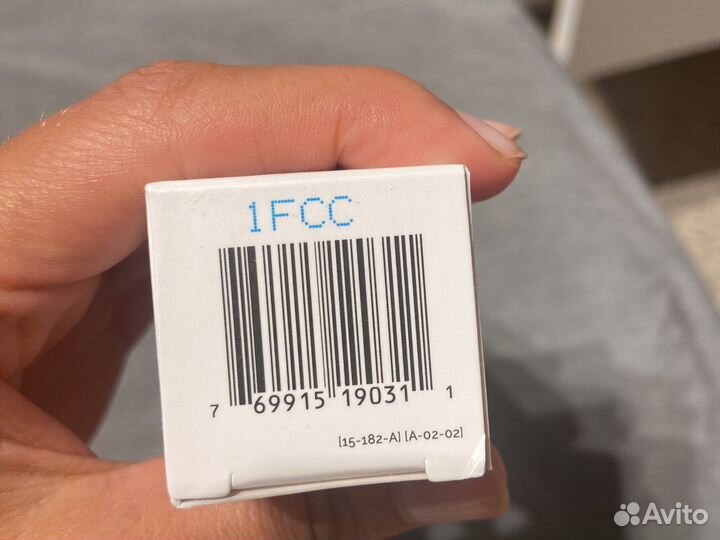 1FCC
7 69915 19031 1
[15-182-A] [A-02-02]
Avito